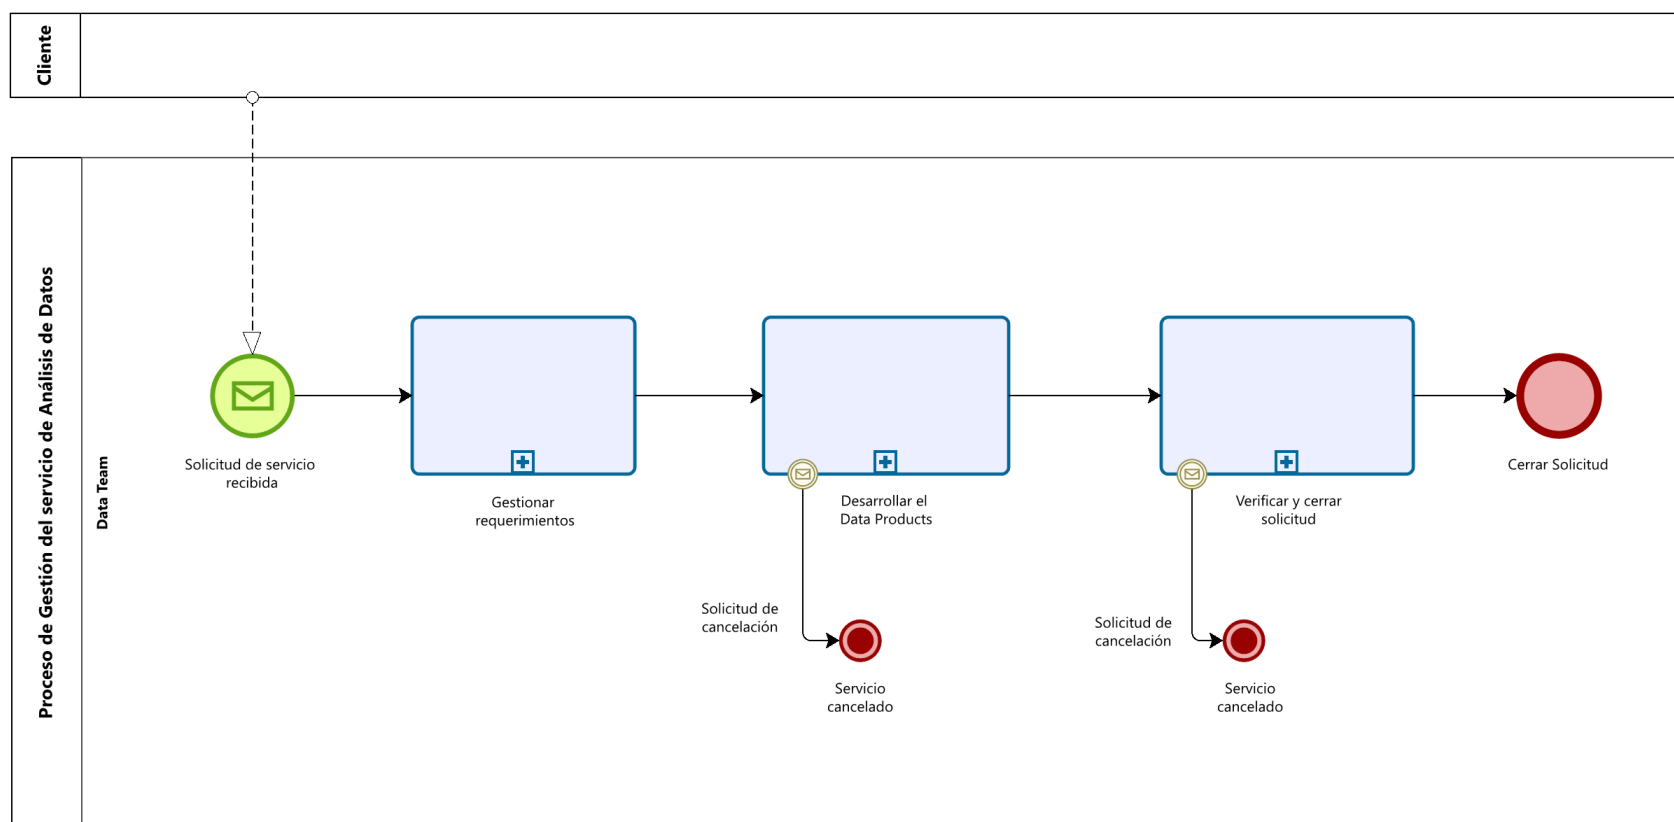 Cliente
Proceso de Gestión del servicio de Análisis de Datos
Data Team
Solicitud de servicio
recibida
Gestionar
requerimientos
Desarrollar el
Data Products
Verificar y cerrar
solicitud
Cerrar Solicitud
Solicitud de
cancelación
Servicio
cancelado
Solicitud de
cancelación
Servicio
cancelado